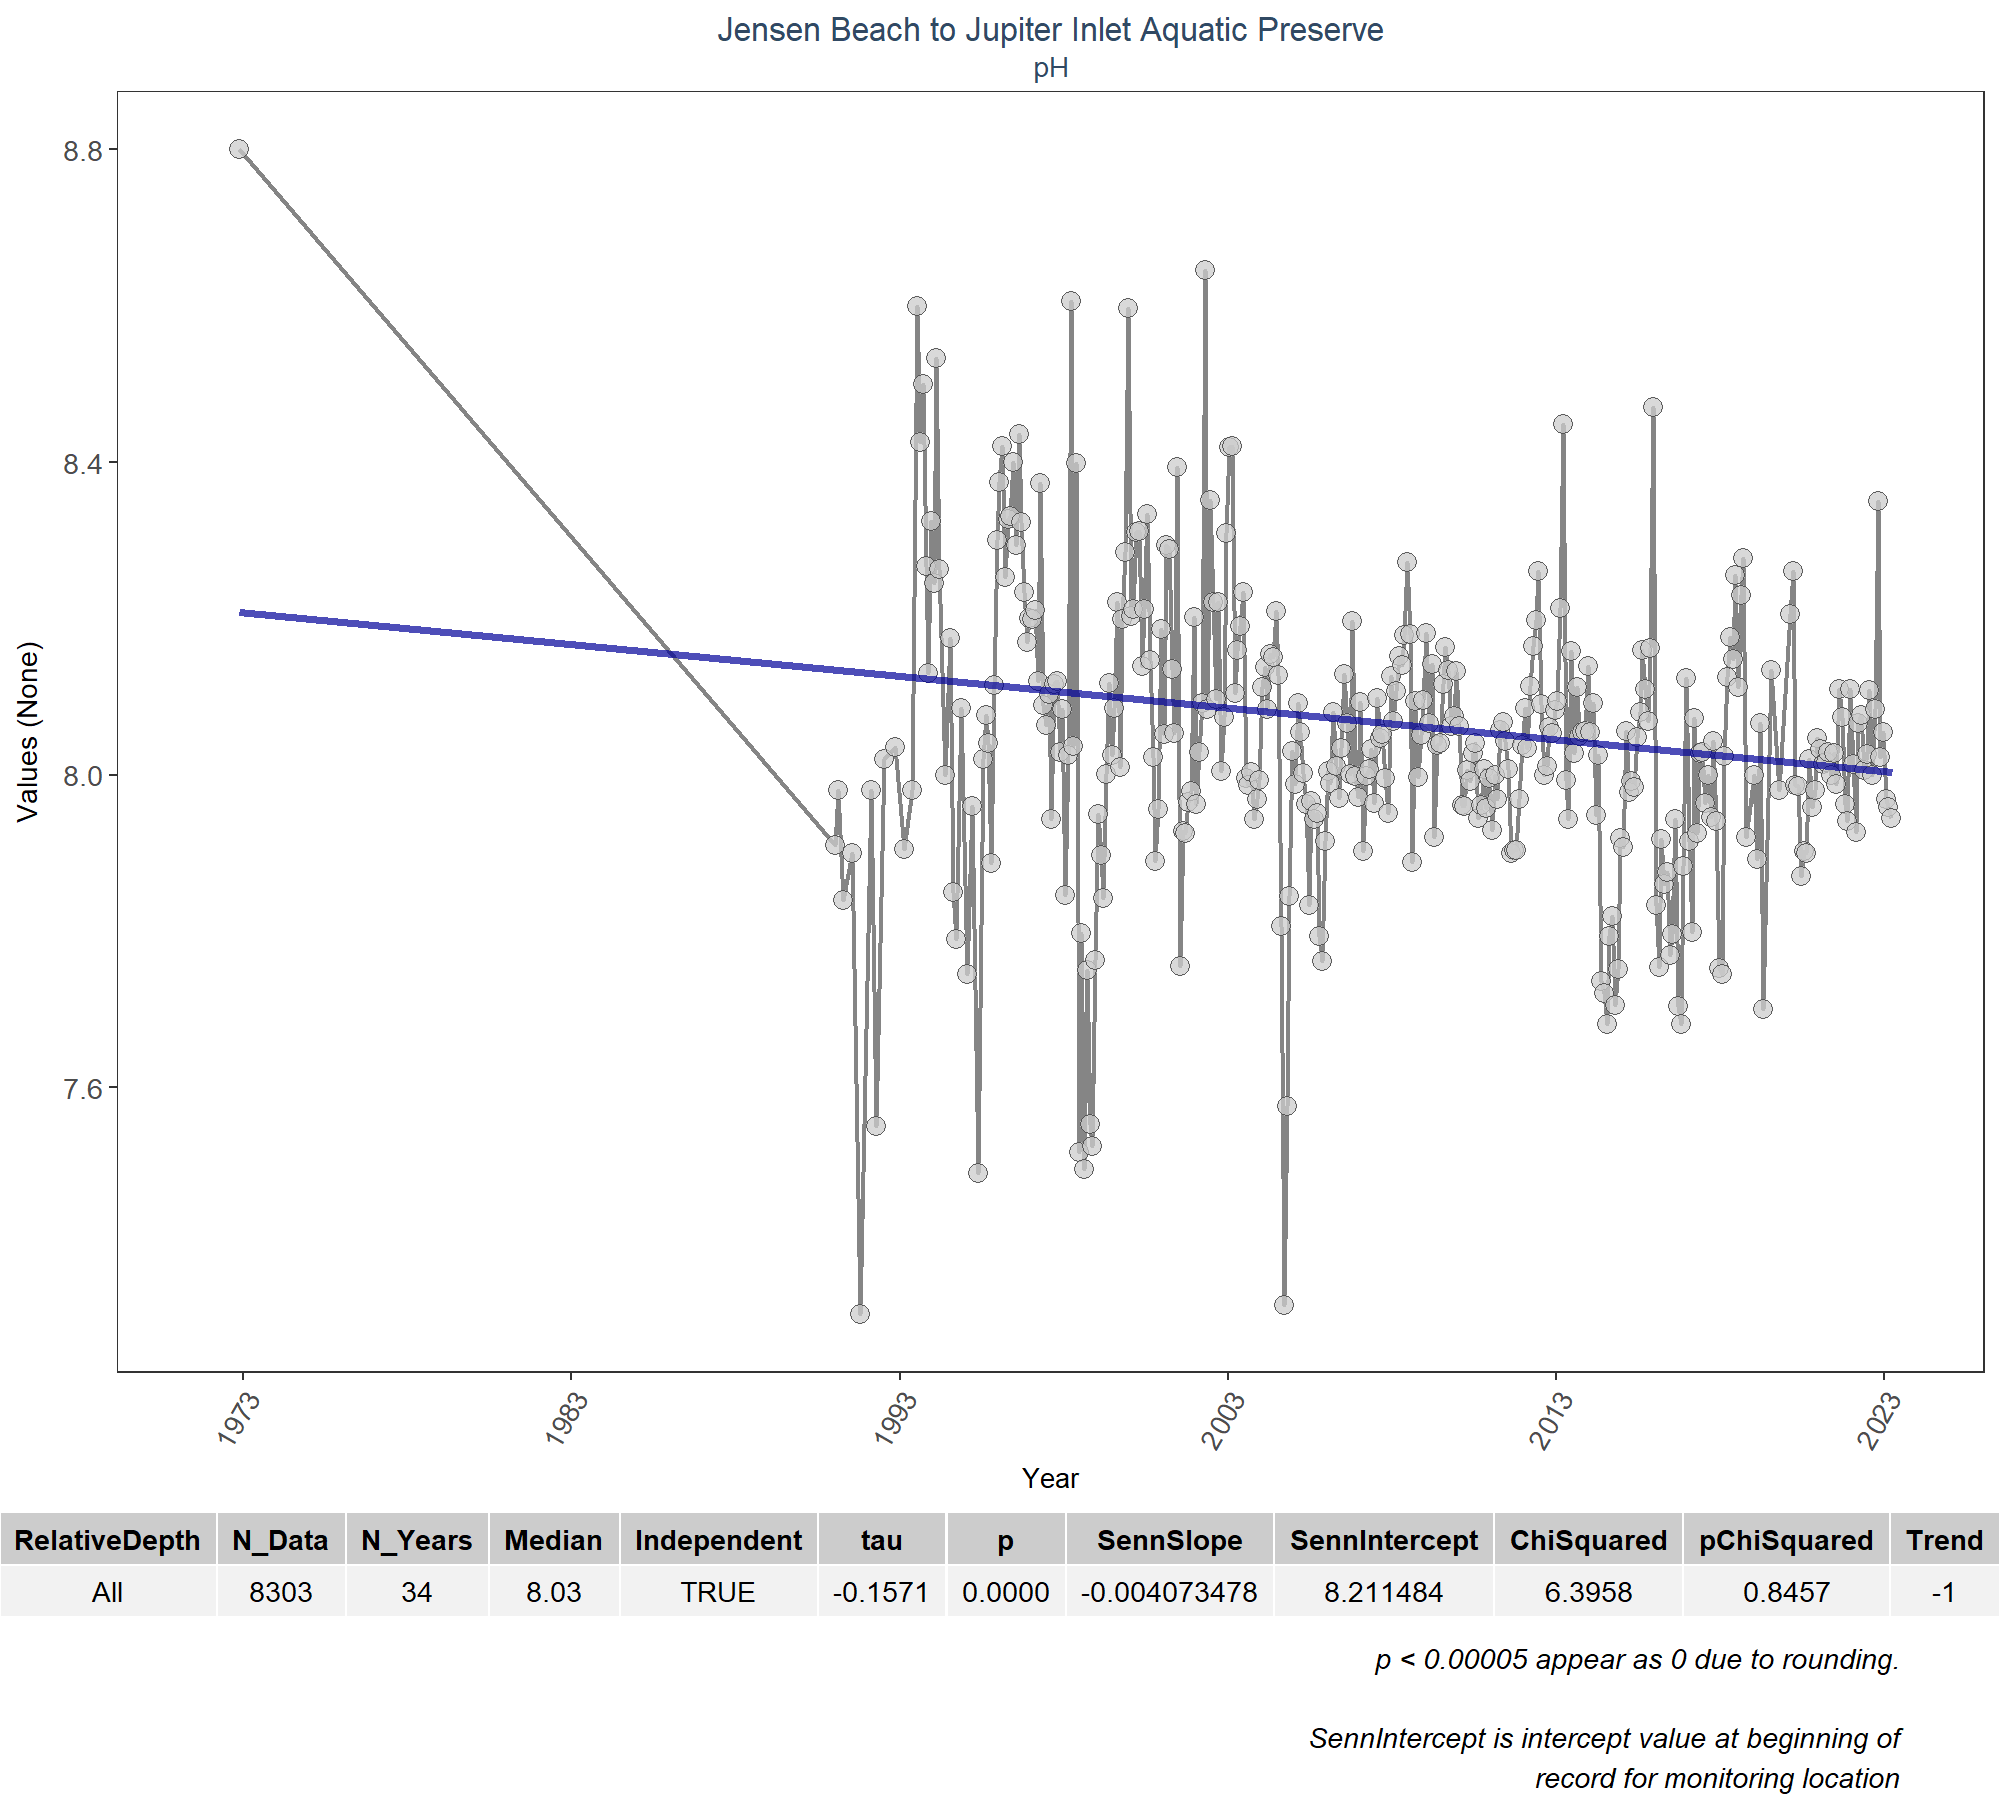 Jensen Beach to Jupiter Inlet Aquatic Preserve
pH
Values (None)
8.8
8.4
8.0
7.6
1973 1983 1993 2003 2013 2023
Year
RelativeDepth N_Data N_Years Median Independent tau p SennSlope SennIntercept ChiSquared pChiSquared Trend
All 8303 34 8.03 TRUE -0.1571 0.0000 -0.004073478 8.211484 6.3958 0.8457 -1
p < 0.00005 appear as 0 due to rounding.
SennIntercept is intercept value at beginning of
record for monitoring location